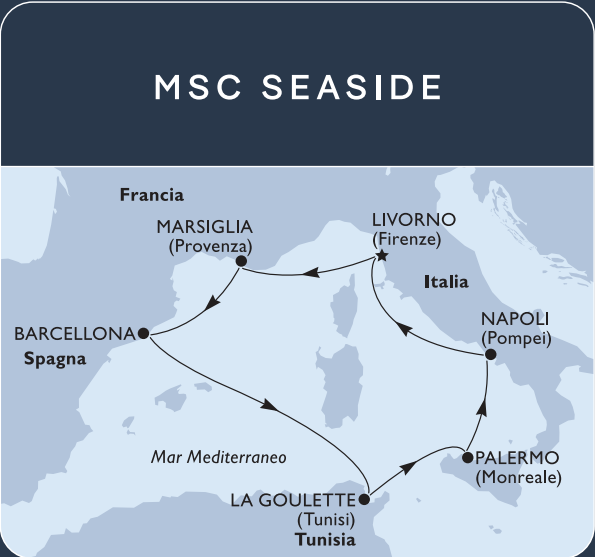 MSC SEASIDE
Francia
MARSIGLIA
(Provenza)
LIVORNO
(Firenze)
Italia
NAPOLI
(Pompei)
BARCELLONA
Spagna
Mar Mediterraneo
PALERMO
(Monreale)
LA GOULETTE
(Tunisi)
Tunisia